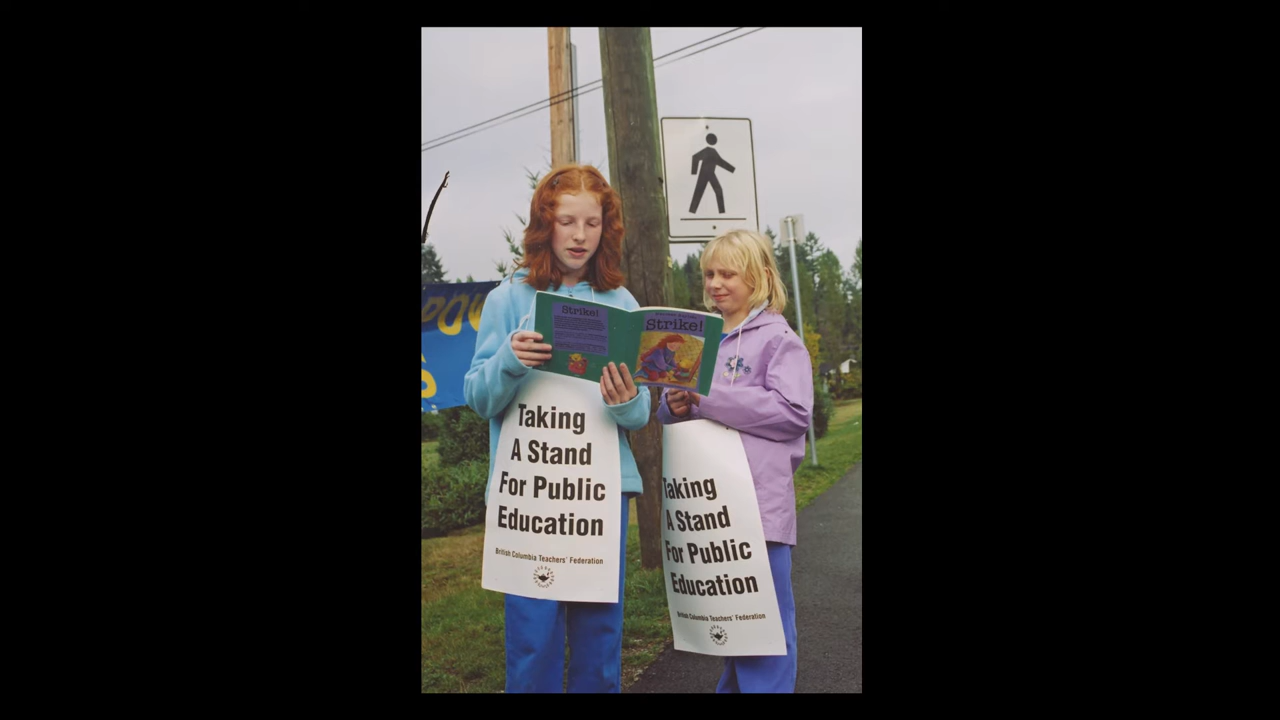 Strike!
Strike!
Taking
A Stand
For Public
Education
British Columbia Teachers' Federation
Taking
A Stand
For Public
Education
British Columbia Teachers' Federation